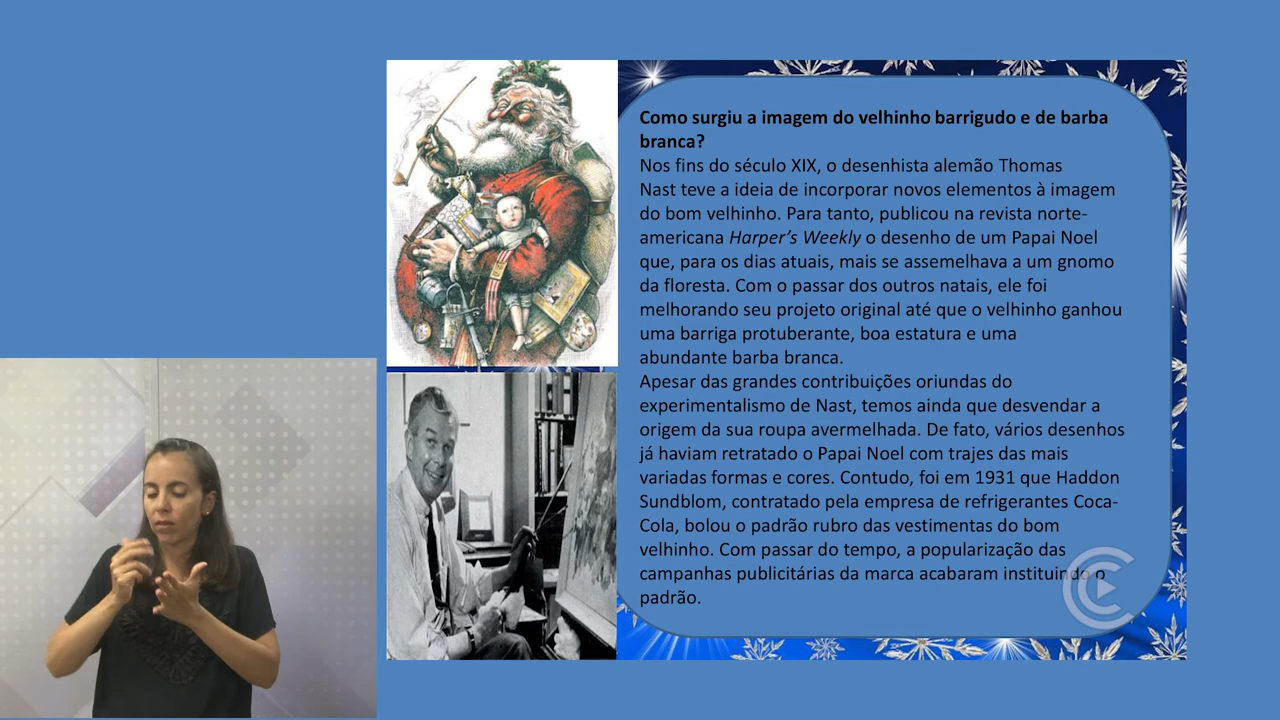 Como surgiu a imagem do velhinho barrigudo e de barba
branca?
Nos fins do século XIX, o desenhista alemão Thomas
Nast teve a ideia de incorporar novos elementos à imagem
do bom velhinho. Para tanto, publicou na revista norte-
americana Harper’s Weekly o desenho de um Papai Noel
que, para os dias atuais, mais se assemelhava a um gnomo
da floresta. Com o passar dos outros natais, ele foi
melhorando seu projeto original até que o velhinho ganhou
uma barriga protuberante, boa estatura e uma
abundante barba branca.
Apesar das grandes contribuições oriundas do
experimentalismo de Nast, temos ainda que desvendar a
origem da sua roupa avermelhada. De fato, vários desenhos
já haviam retratado o Papai Noel com trajes das mais
variadas formas e cores. Contudo, foi em 1931 que Haddon
Sundblom, contratado pela empresa de refrigerantes Coca-
Cola, bolou o padrão rubro das vestimentas do bom
velhinho. Com passar do tempo, a popularização das
campanhas publicitárias da marca acabaram instituindo o
padrão.